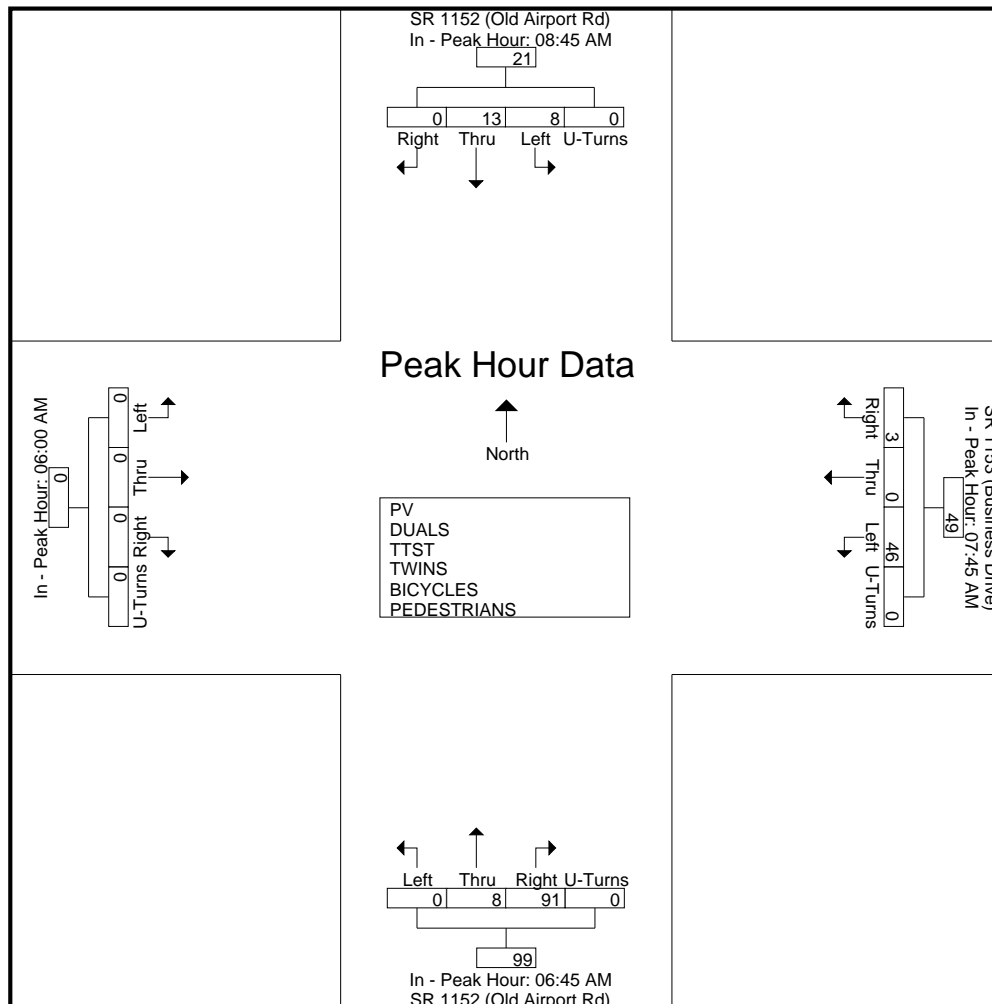 SR 1152 (Old Airport Rd)
In - Peak Hour: 08:45 AM
21
0 13 8 0
Right Thru Left U-Turns
Peak Hour Data
North
PV
DUALS
TTST
TWINS
BICYCLES
PEDESTRIANS
In - Peak Hour: 06:00 AM
0
0 0 0 0
Left Thru Right U-Turns
SR 1153 (Business Drive)
In - Peak Hour: 07:45 AM
49
3 0 46 0
Right Thru Left U-Turns
Left Thru Right U-Turns
0 8 91 0
99
In - Peak Hour: 06:45 AM
SR 1152 (Old Airport Rd)